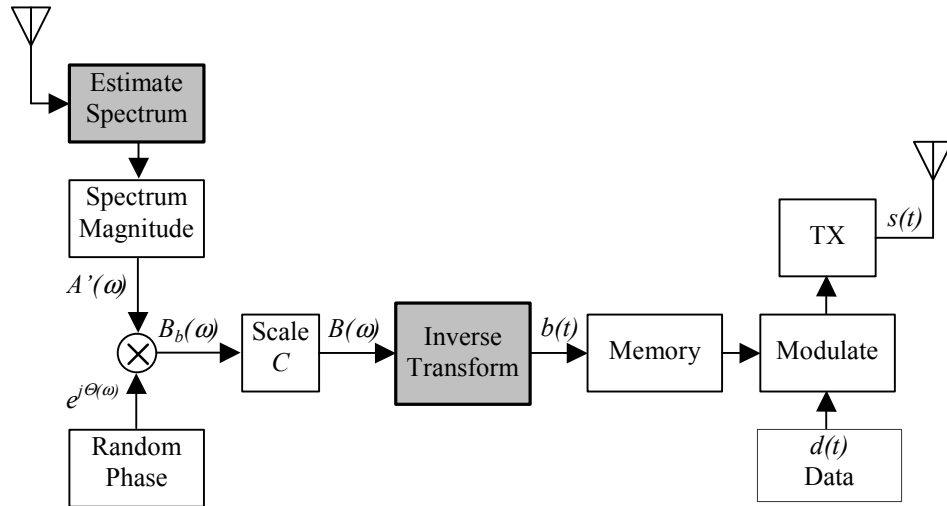 Estimate
Spectrum
Spectrum
Magnitude
A’(ω)
B_b(ω)
Scale
C
B(ω)
Inverse
Transform
b(t)
Memory
Modulate
TX
s(t)
e^{jΘ(ω)}
Random
Phase
d(t)
Data